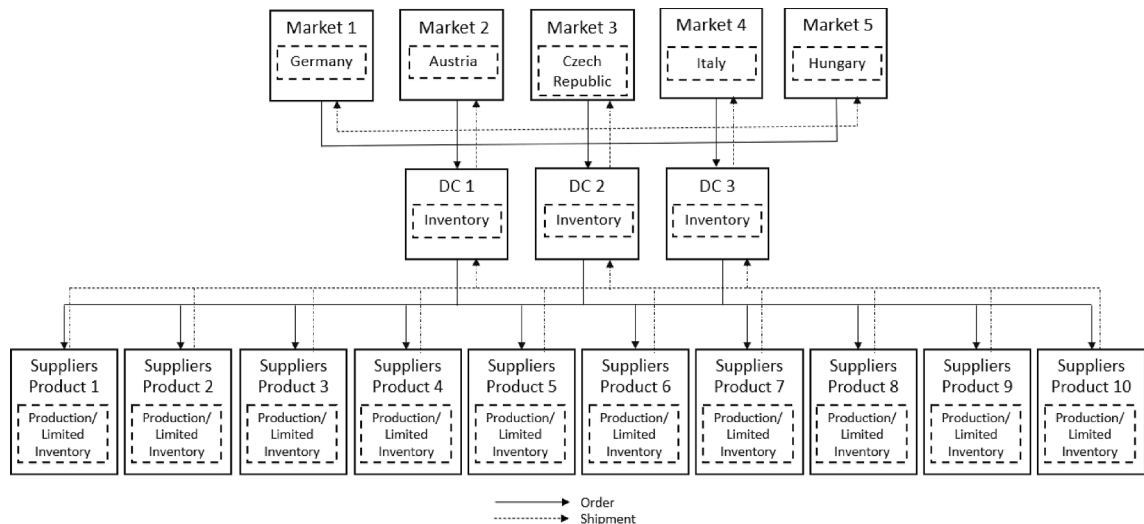 Market 1
Market 2
Market 3
Market 4
Market 5
Germany
Austria
Czech
Republic
Italy
Hungary
DC 1
DC 2
DC 3
Inventory
Inventory
Inventory
Suppliers
Product 1
Suppliers
Product 2
Suppliers
Product 3
Suppliers
Product 4
Suppliers
Product 5
Suppliers
Product 6
Suppliers
Product 7
Suppliers
Product 8
Suppliers
Product 9
Suppliers
Product 10
Production/
Limited
Inventory
Production/
Limited
Inventory
Production/
Limited
Inventory
Production/
Limited
Inventory
Production/
Limited
Inventory
Production/
Limited
Inventory
Production/
Limited
Inventory
Production/
Limited
Inventory
Production/
Limited
Inventory
Production/
Limited
Inventory
Order
Shipment